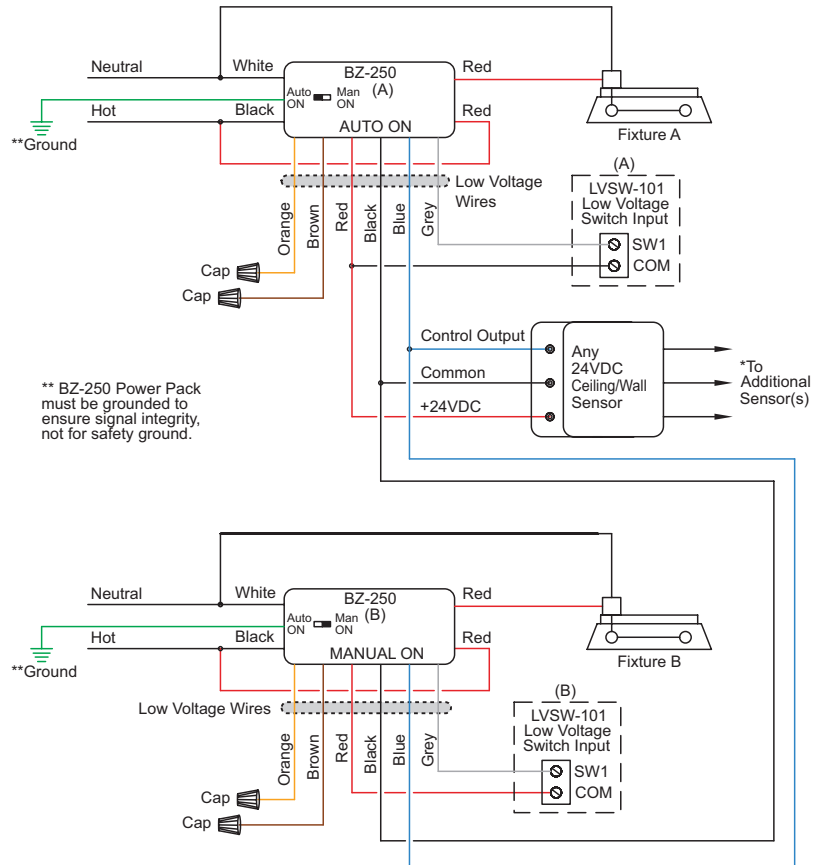 Neutral
White
BZ-250
(A)
Red
Auto
ON
Man
ON
Hot
Black
Red
**Ground
AUTO ON
Fixture A
Low Voltage
Wires
(A)
LVSW-101
Low Voltage
Switch Input
SW1
COM
Orange
Brown
Red
Black
Blue
Grey
Cap
Cap
Control Output
Common
+24VDC
Any
24VDC
Ceiling/Wall
Sensor
*To
Additional
Sensor(s)
** BZ-250 Power Pack
must be grounded to
ensure signal integrity,
not for safety ground.
Neutral
White
BZ-250
(B)
Red
Auto
ON
Man
ON
Hot
Black
Red
**Ground
MANUAL ON
Fixture B
Low Voltage Wires
(B)
LVSW-101
Low Voltage
Switch Input
SW1
COM
Orange
Brown
Red
Black
Blue
Grey
Cap
Cap